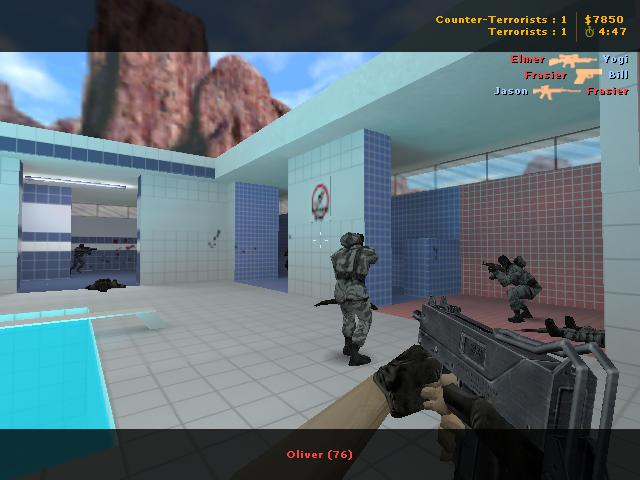 Counter-Terrorists : 1 $7850
Terrorists : 1 4:47
Elmer Yogi
Frasier Bill
Jason Frasier
Oliver (76)